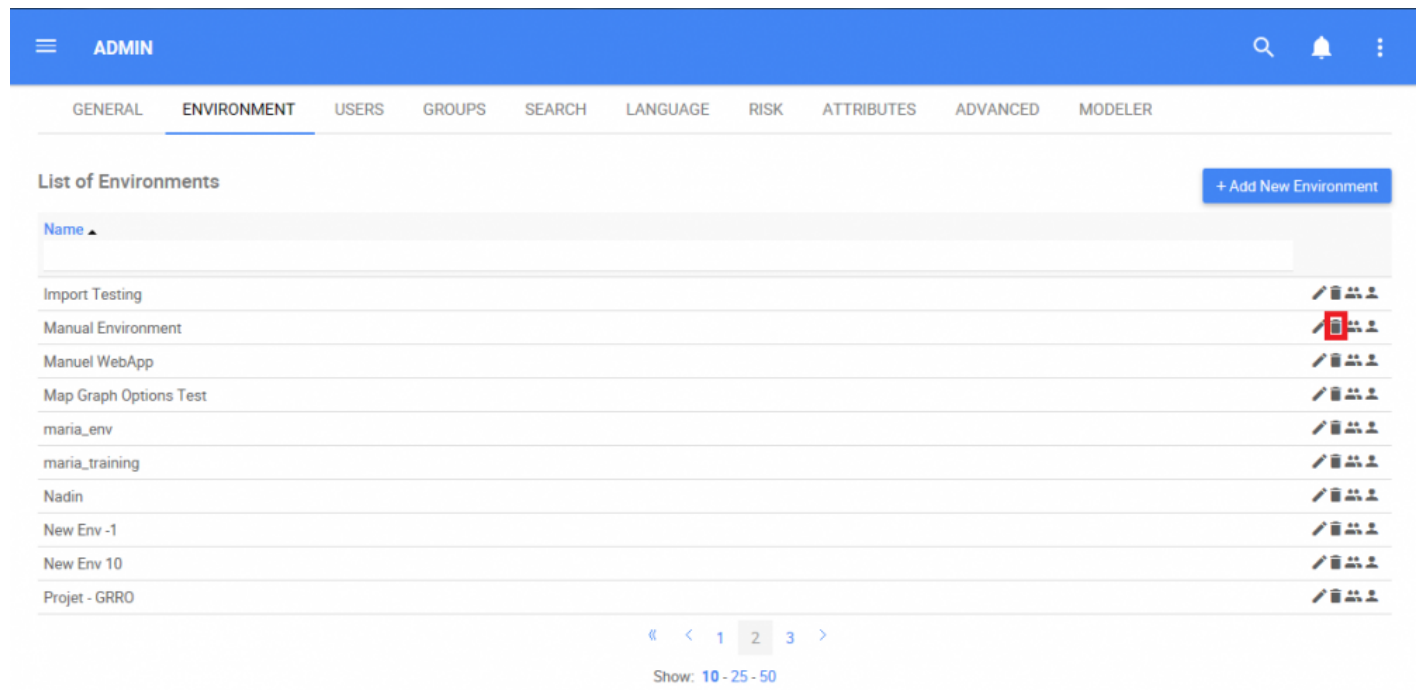 ADMIN
GENERAL ENVIRONMENT USERS GROUPS SEARCH LANGUAGE RISK ATTRIBUTES ADVANCED MODELER
List of Environments
+ Add New Environment
Name
Import Testing
Manual Environment
Manuel WebApp
Map Graph Options Test
maria_env
maria_training
Nadin
New Env -1
New Env 10
Projet - GRRO
« < 1 2 3 >
Show: 10 - 25 - 50